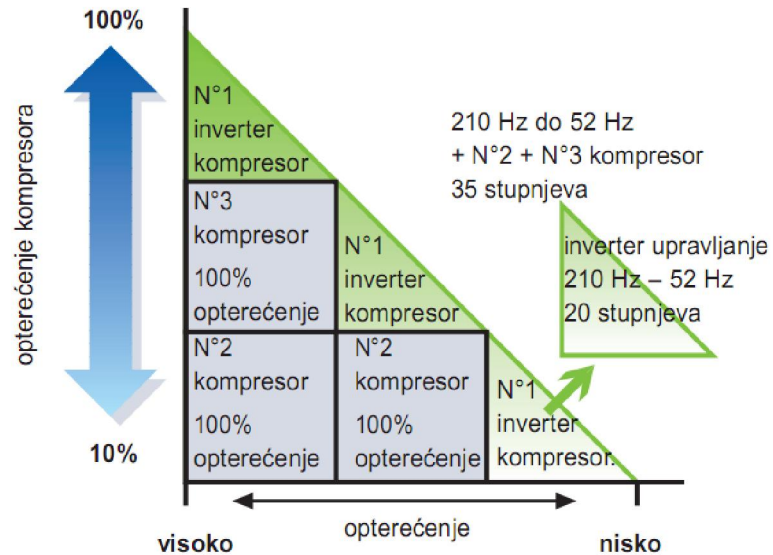 100%
opterećenje kompresora
10%
N°1
inverter
kompresor
N°3
kompresor
100%
opterećenje
N°2
kompresor
100%
opterećenje
N°1
inverter
kompresor
N°2
kompresor
100%
opterećenje
N°1
inverter
kompresor.
210 Hz do 52 Hz
+ N°2 + N°3 kompresor
35 stupnjeva
inverter upravljanje
210 Hz – 52 Hz
20 stupnjeva
visoko
opterećenje
nisko